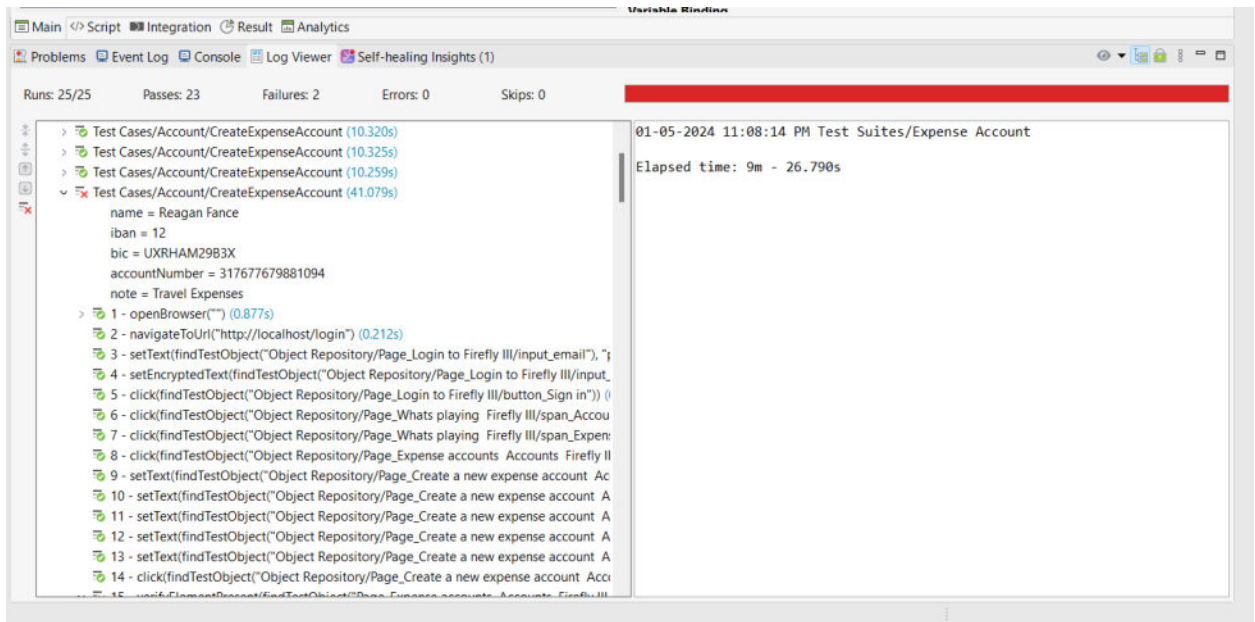 Variable Binding
Main </> Script Integration Result Analytics
Problems Event Log Console Log Viewer Self-healing Insights (1)
Runs: 25/25 Passes: 23 Failures: 2 Errors: 0 Skips: 0
Test Cases/Account/CreateExpenseAccount (10.320s)
Test Cases/Account/CreateExpenseAccount (10.325s)
Test Cases/Account/CreateExpenseAccount (10.259s)
Test Cases/Account/CreateExpenseAccount (41.079s)
name = Reagan Fance
iban = 12
bic = UXRHAM29B3X
accountNumber = 317677679881094
note = Travel Expenses
1 - openBrowser("") (0.877s)
2 - navigateToUrl("http://localhost/login") (0.212s)
3 - setText(findTestObject("Object Repository/Page_Login to Firefly III/input_email"), "
4 - setEncryptedText(findTestObject("Object Repository/Page_Login to Firefly III/input_
5 - click(findTestObject("Object Repository/Page_Login to Firefly III/button_Sign in"))
6 - click(findTestObject("Object Repository/Page_Whats playing Firefly III/span_Accou
7 - click(findTestObject("Object Repository/Page_Whats playing Firefly III/span_Expen
8 - click(findTestObject("Object Repository/Page_Expense accounts Accounts Firefly II
9 - setText(findTestObject("Object Repository/Page_Create a new expense account Ac
10 - setText(findTestObject("Object Repository/Page_Create a new expense account A
11 - setText(findTestObject("Object Repository/Page_Create a new expense account A
12 - setText(findTestObject("Object Repository/Page_Create a new expense account A
13 - setText(findTestObject("Object Repository/Page_Create a new expense account A
14 - click(findTestObject("Object Repository/Page_Create a new expense account Acc
15 - verifyElementPresent(findTestObject("Page_Expense accounts Accounts Firefly III
01-05-2024 11:08:14 PM Test Suites/Expense Account
Elapsed time: 9m - 26.790s